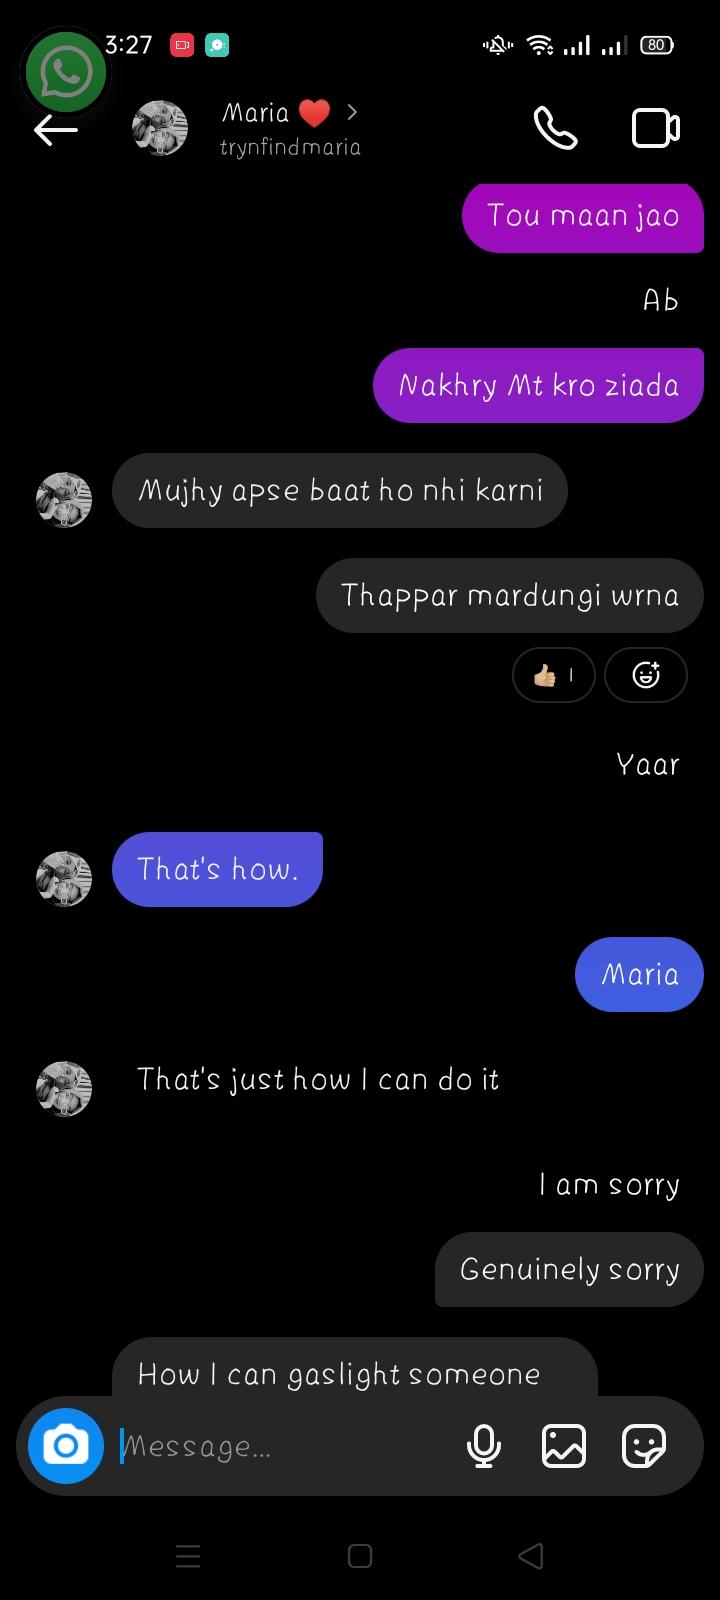 3:27
80
Maria ❤️ >
trynfindmaria
Tou maan jao
Ab
Nakhry Mt kro ziada
Mujhy apse baat ho nhi karni
Thappar mardungi wrna
👍🏼 1
Yaar
That's how.
Maria
That's just how I can do it
I am sorry
Genuinely sorry
How I can gaslight someone
Message...